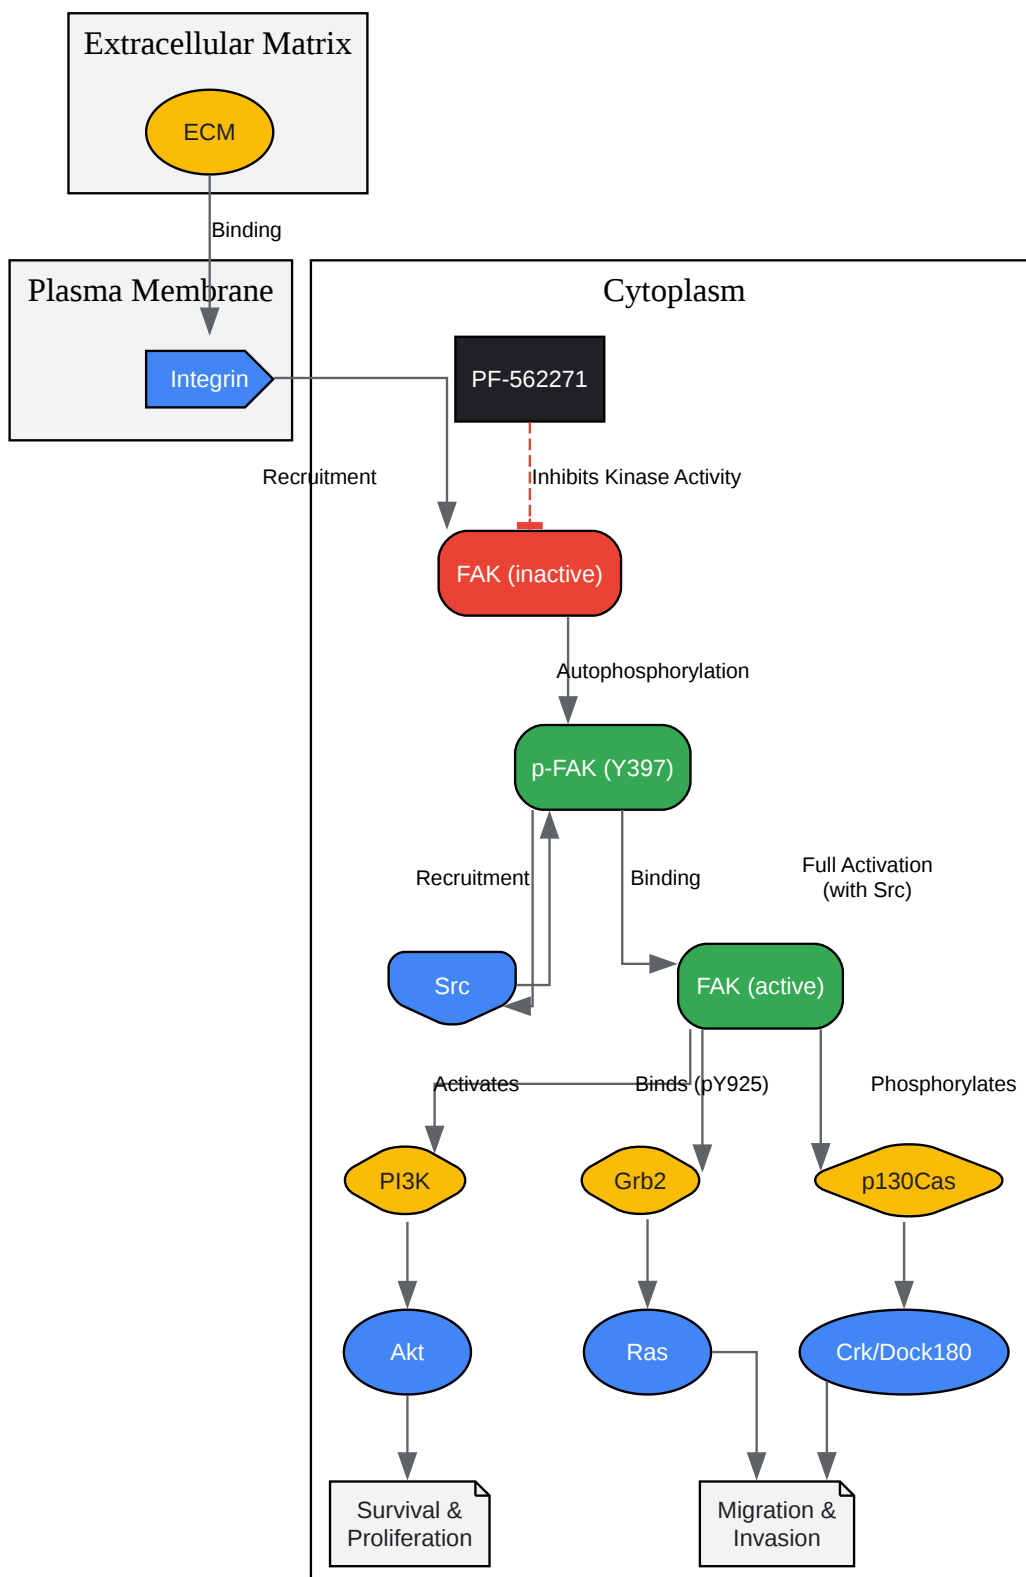 Extracellular Matrix
ECM
Binding
Plasma Membrane
Cytoplasm
Integrin
PF-562271
Recruitment
Inhibits Kinase Activity
FAK (inactive)
Autophosphorylation
p-FAK (Y397)
Recruitment
Binding
Full Activation
(with Src)
Src
FAK (active)
Activates
Binds (pY925)
Phosphorylates
PI3K
Grb2
p130Cas
Akt
Ras
Crk/Dock180
Survival &
Proliferation
Migration &
Invasion